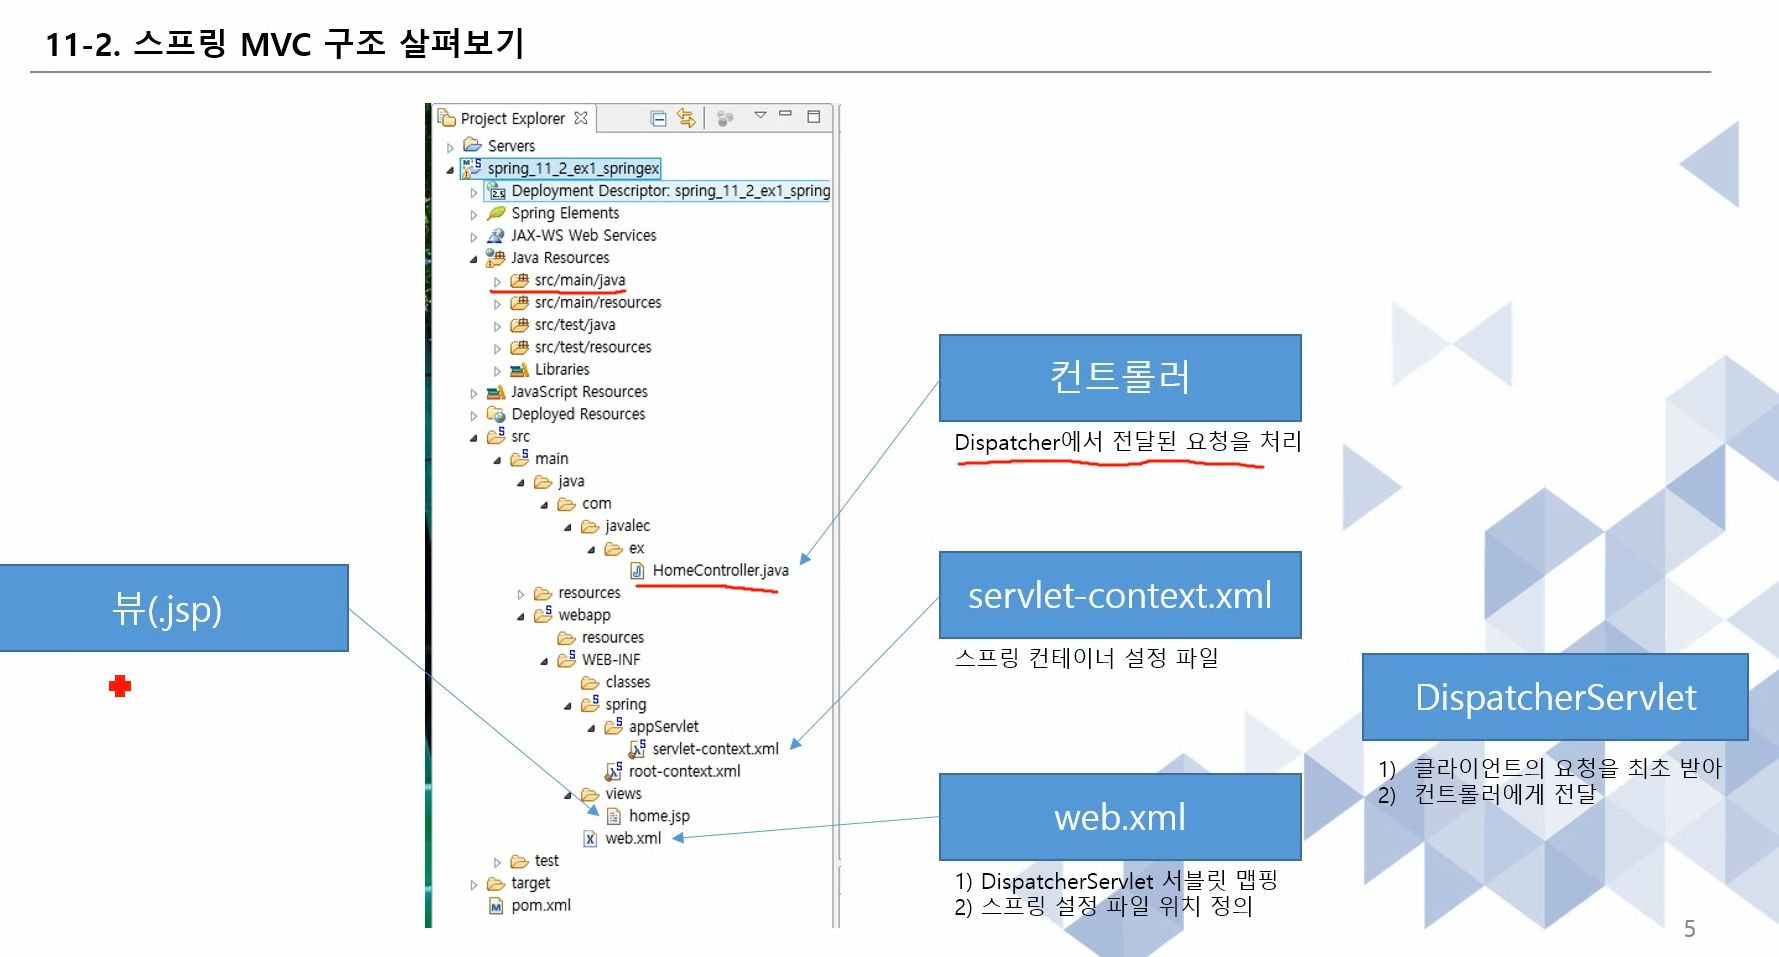 11-2. 스프링 MVC 구조 살펴보기
Project Explorer
Servers
spring_11_2_ex1_springex
Deployment Descriptor: spring_11_2_ex1_spring
Spring Elements
JAX-WS Web Services
Java Resources
src/main/java
src/main/resources
src/test/java
src/test/resources
Libraries
JavaScript Resources
Deployed Resources
src
main
java
com
javalec
ex
HomeController.java
resources
webapp
resources
WEB-INF
classes
spring
appServlet
servlet-context.xml
root-context.xml
views
home.jsp
web.xml
test
target
pom.xml
뷰(.jsp)
컨트롤러
Dispatcher에서 전달된 요청을 처리
servlet-context.xml
스프링 컨테이너 설정 파일
web.xml
1) DispatcherServlet 서블릿 맵핑
2) 스프링 설정 파일 위치 정의
DispatcherServlet
1) 클라이언트의 요청을 최초 받아
2) 컨트롤러에게 전달
5